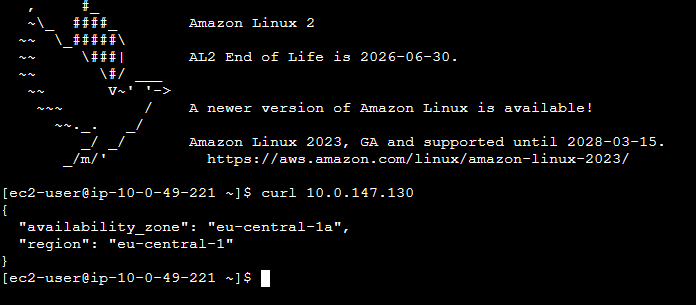 ,     #_
   ~\_  ####_        Amazon Linux 2
  ~~  \_#####\
  ~~     \###|       AL2 End of Life is 2026-06-30.
  ~~       \#/ ___
   ~~       V~' '->
    ~~~         /    A newer version of Amazon Linux is available!
      ~~._.   _/
         _/ _/       Amazon Linux 2023, GA and supported until 2028-03-15.
       _/m/'           https://aws.amazon.com/linux/amazon-linux-2023/
[ec2-user@ip-10-0-49-221 ~]$ curl 10.0.147.130
{
  "availability_zone": "eu-central-1a",
  "region": "eu-central-1"
}
[ec2-user@ip-10-0-49-221 ~]$